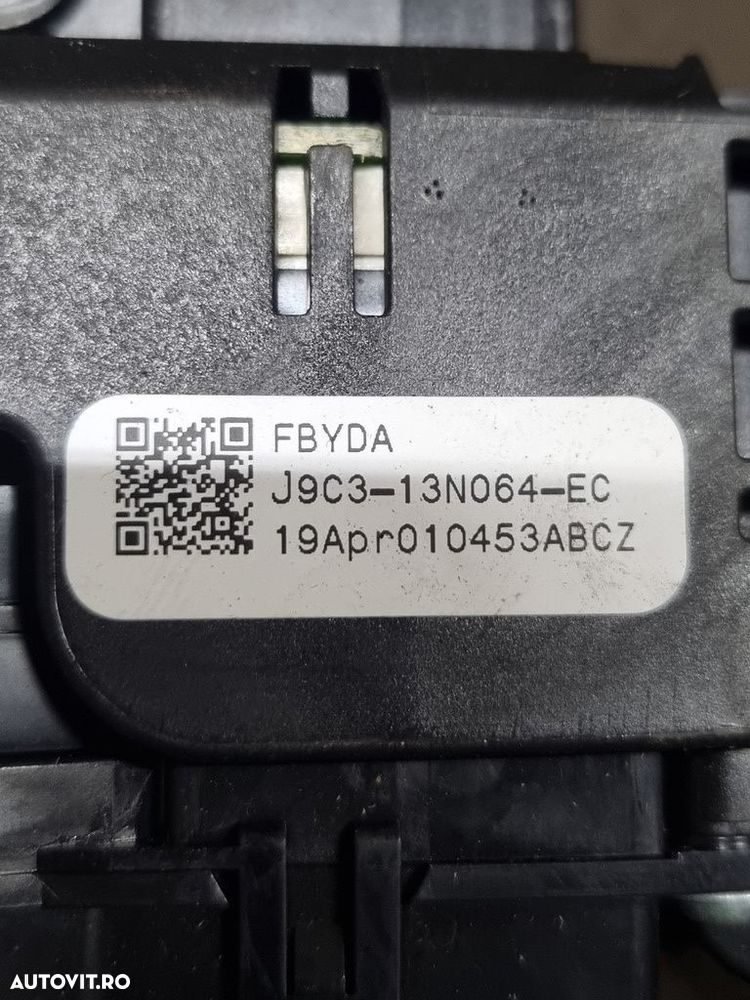 FBYDA
J9C3-13N064-EC
19Apr010453ABCZ
AUTOVIT.RO